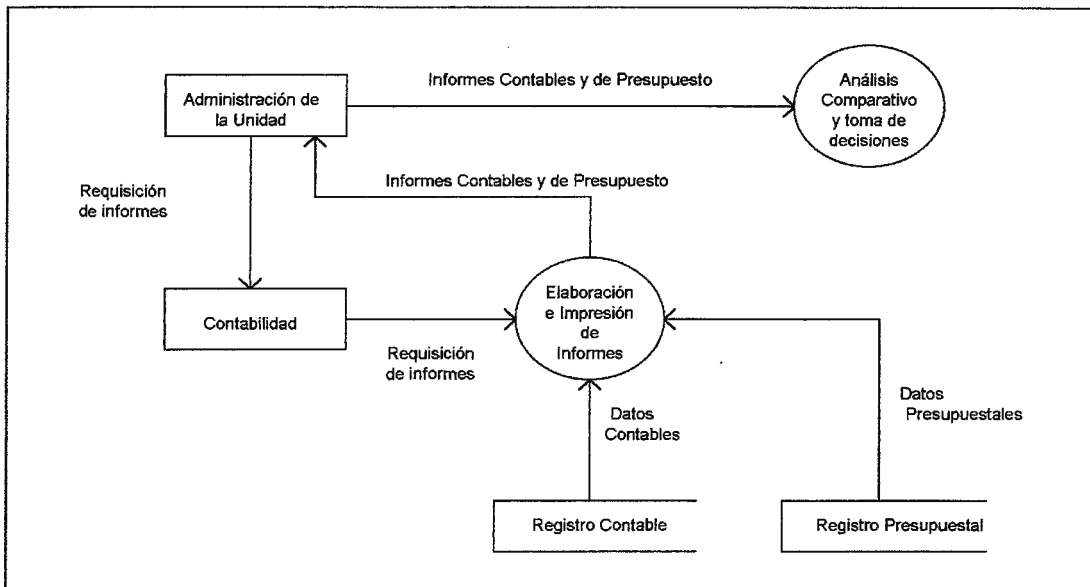 Administración de
la Unidad
Informes Contables y de Presupuesto
Análisis
Comparativo
y toma de
decisiones
Requisición
de informes
Informes Contables y de Presupuesto
Contabilidad
Requisición
de informes
Elaboración
e Impresión
de
Informes
Datos
Contables
Datos
Presupuestales
Registro Contable
Registro Presupuestal